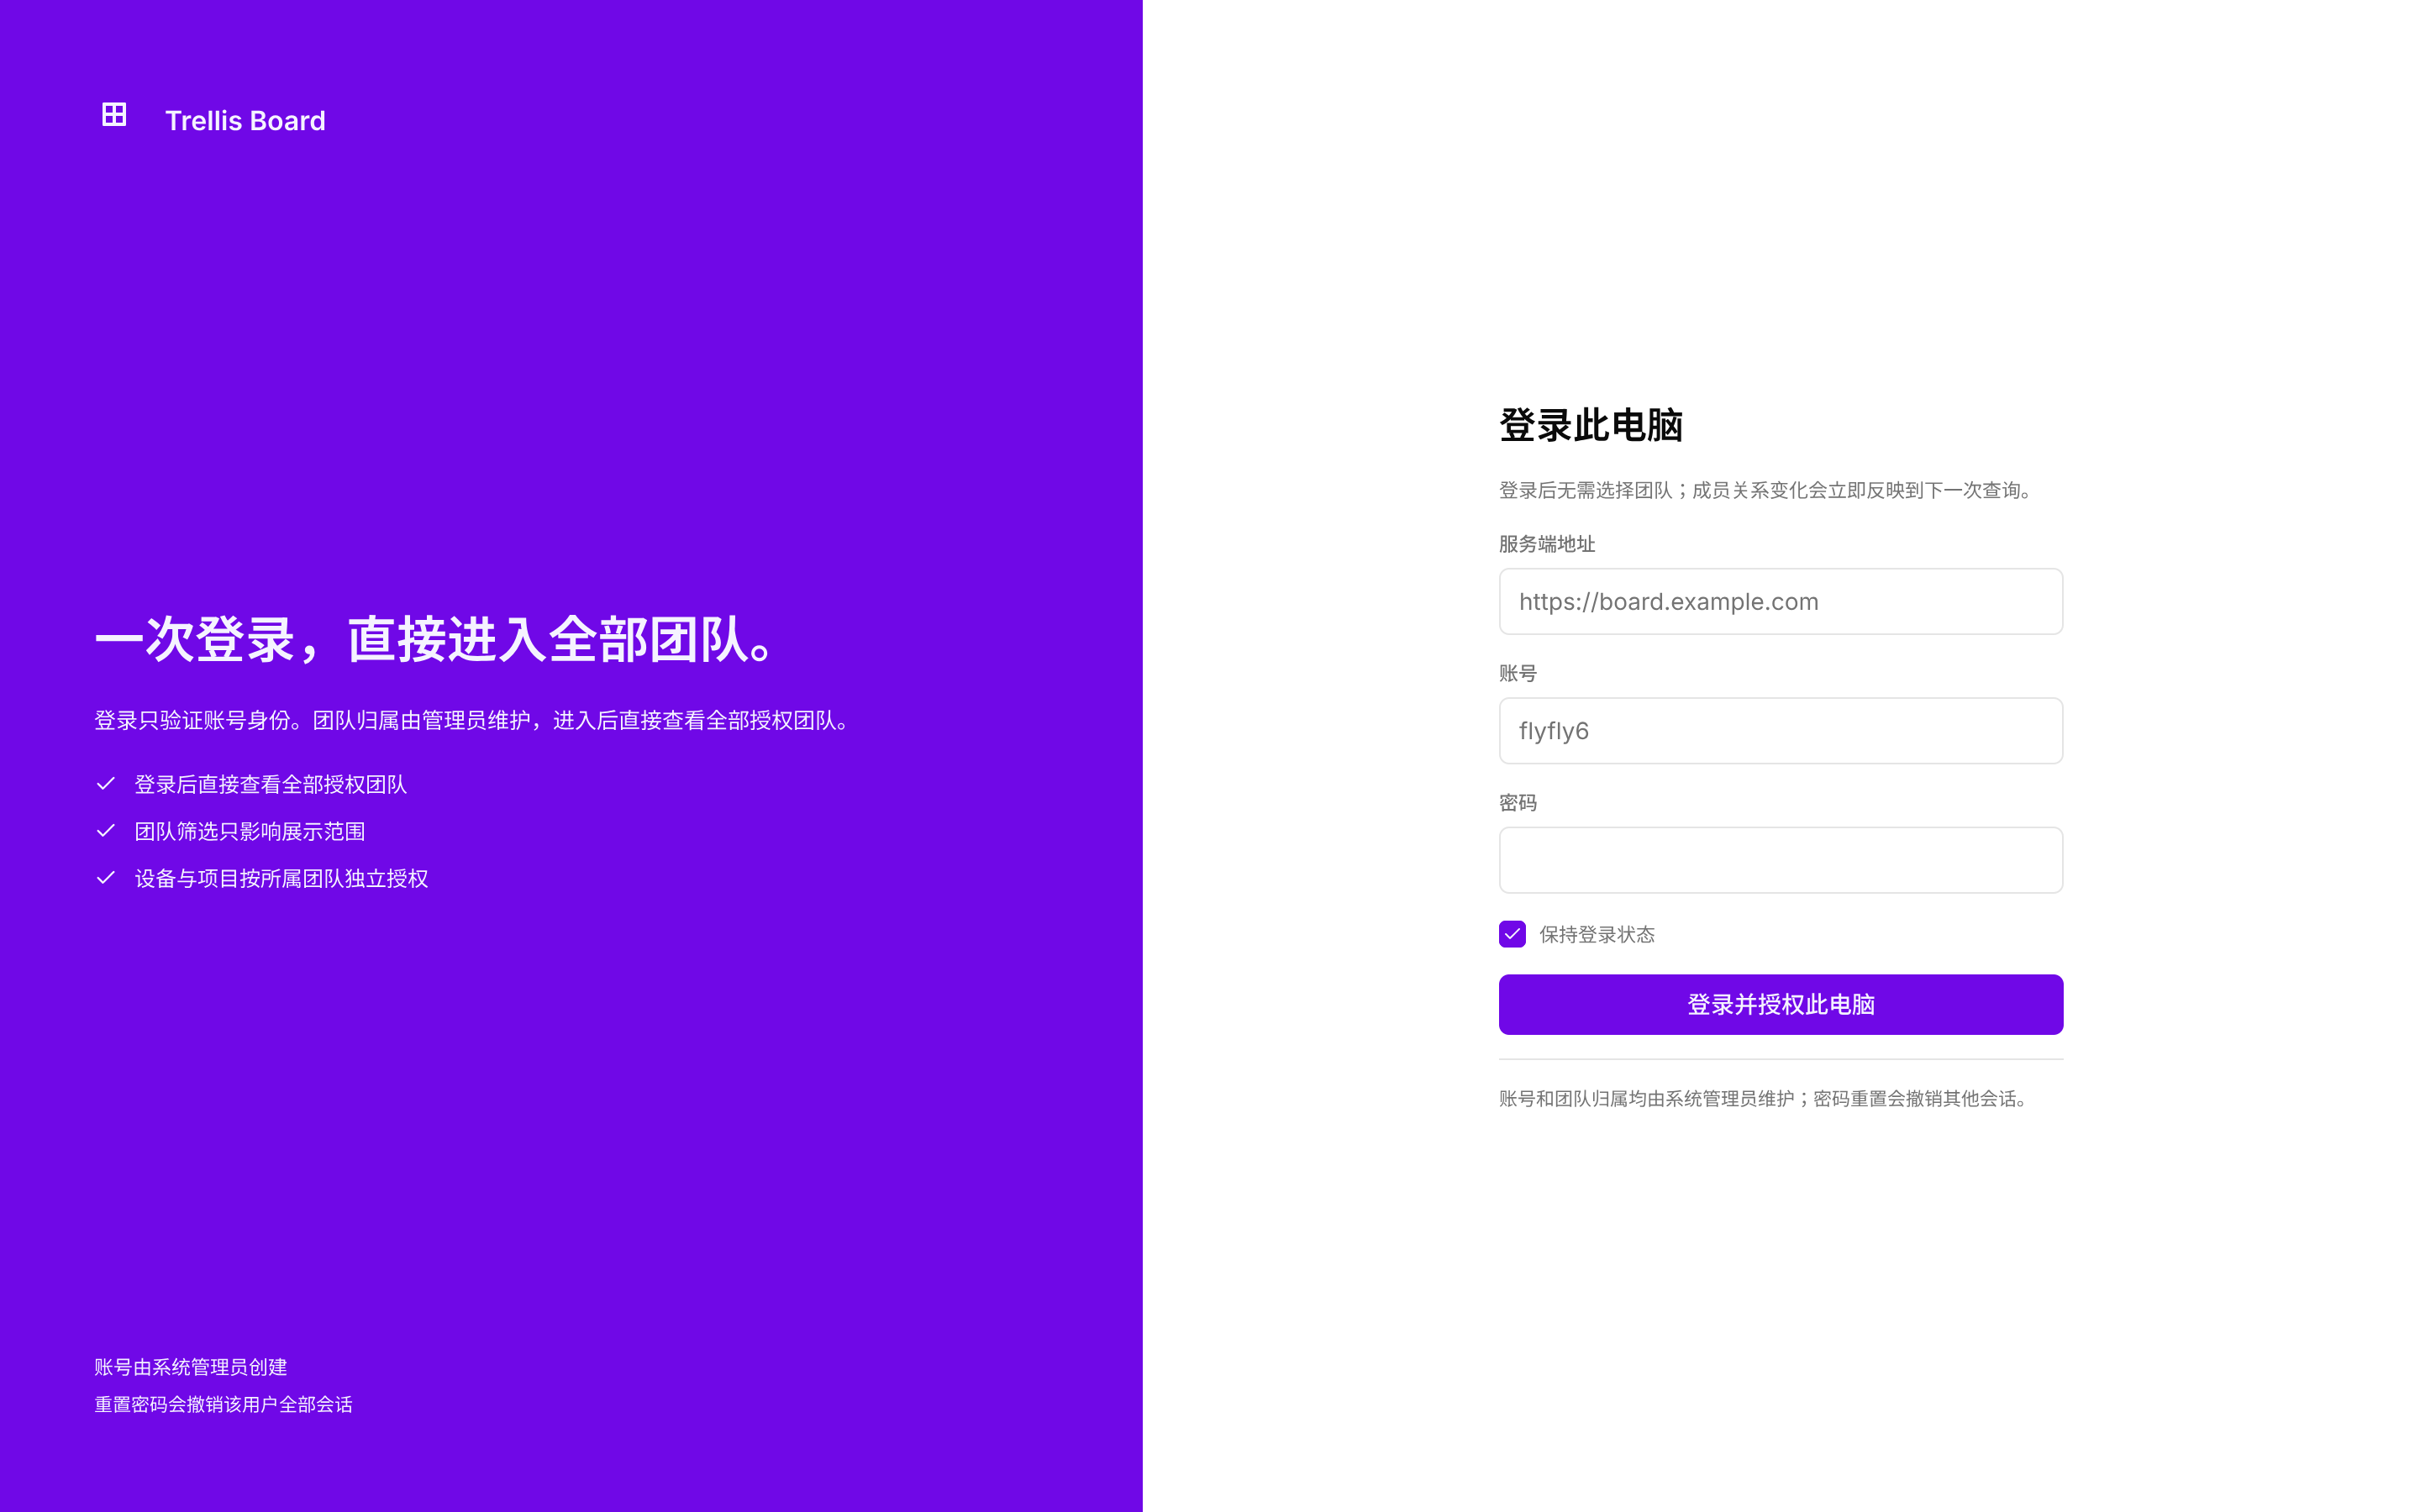 Trellis Board
一次登录，直接进入全部团队。
登录只验证账号身份。团队归属由管理员维护，进入后直接查看全部授权团队。
登录后直接查看全部授权团队
团队筛选只影响展示范围
设备与项目按所属团队独立授权
账号由系统管理员创建
重置密码会撤销该用户全部会话
登录此电脑
登录后无需选择团队；成员关系变化会立即反映到下一次查询。
服务端地址
https://board.example.com
账号
flyfly6
密码
保持登录状态
登录并授权此电脑
账号和团队归属均由系统管理员维护；密码重置会撤销其他会话。